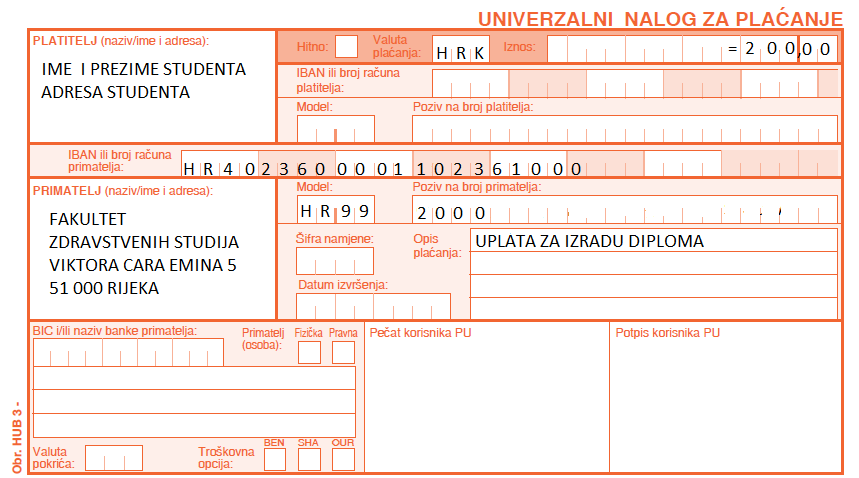 UNIVERZALNI NALOG ZA PLAĆANJE
PLATITELJ (naziv/ime i adresa):
IME I PREZIME STUDENTA
ADRESA STUDENTA
Hitno:
Valuta
plaćanja:
HRK
Iznos:
=200,00
IBAN ili broj računa
platitelja:
Model:
Poziv na broj platitelja:
IBAN ili broj računa
primatelja:
HR4023600001102361000
PRIMATELJ (naziv/ime i adresa):
FAKULTET
ZDRAVSTVENIH STUDIJA
VIKTORA CARA EMINA 5
51 000 RIJEKA
Model:
HR99
Poziv na broj primatelja:
2000
Šifra namjene:
Opis
plaćanja:
UPLATA ZA IZRADU DIPLOMA
Datum izvršenja:
BIC i/ili naziv banke primatelja:
Primatelj
(osoba):
Fizička
Pravna
Pečat korisnika PU
Potpis korisnika PU
Valuta
pokrića:
Troškovna
opcija:
BEN
SHA
OUR
Obr. HUB 3 -